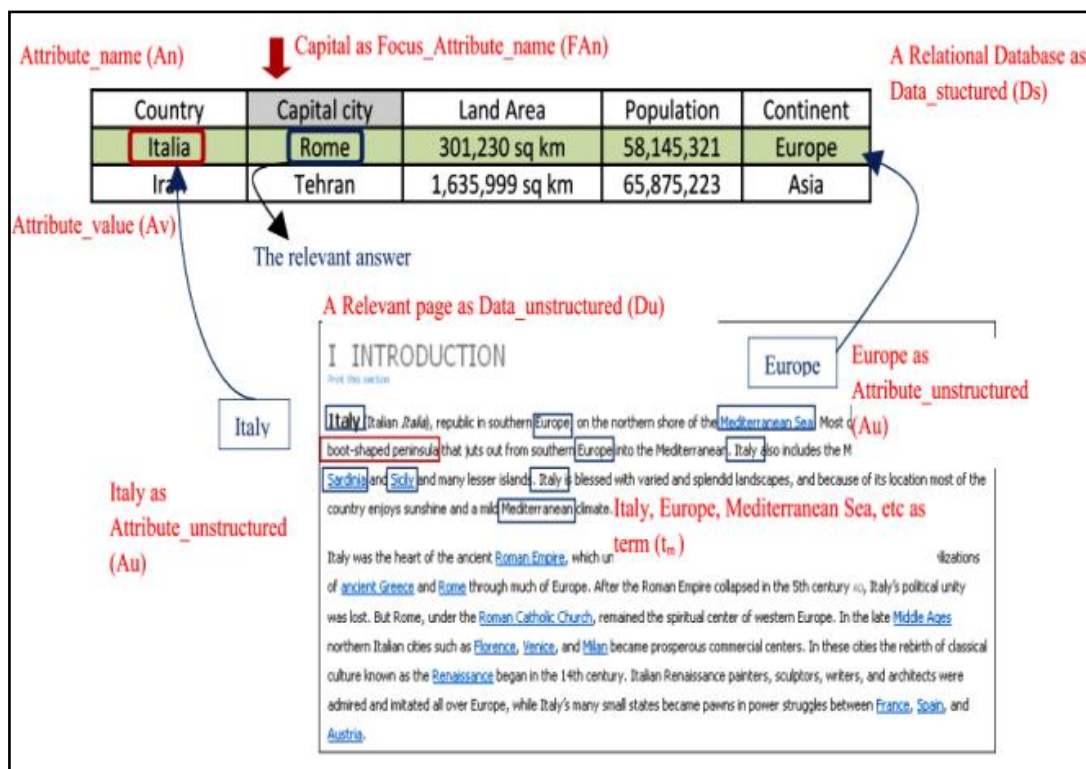 Attribute_name (An)
Capital as Focus_Attribute_name (FAn)
A Relational Database as
Data_stuctured (Ds)
Country Capital city Land Area Population Continent
Italia Rome 301,230 sq km 58,145,321 Europe
Iran Tehran 1,635,999 sq km 65,875,223 Asia
Attribute_value (Av)
The relevant answer
A Relevant page as Data_unstructured (Du)
I INTRODUCTION
Print this section
Europe
Europe as
Attribute_unstructured
(Au)
Italy
Italy (Italian Italia), republic in southern Europe on the northern shore of the Mediterranean Sea. Most
boot-shaped peninsula that juts out from southern Europe into the Mediterranean. Italy also includes the M
Sardinia and Sicily and many lesser islands. Italy is blessed with varied and splendid landscapes, and because of its location most of the
country enjoys sunshine and a mild Mediterranean climate.
Italy as
Attribute_unstructured
(Au)
Italy, Europe, Mediterranean Sea, etc as
term (tm)
Italy was the heart of the ancient Roman Empire, which un ilizations
of ancient Greece and Rome through much of Europe. After the Roman Empire collapsed in the 5th century AD, Italy's political unity
was lost. But Rome, under the Roman Catholic Church, remained the spiritual center of western Europe. In the late Middle Ages
northern Italian cities such as Florence, Venice, and Milan became prosperous commercial centers. In these cities the rebirth of classical
culture known as the Renaissance began in the 14th century. Italian Renaissance painters, sculptors, writers, and architects were
admired and imitated all over Europe, while Italy's many small states became pawns in power struggles between France, Spain, and
Austria.